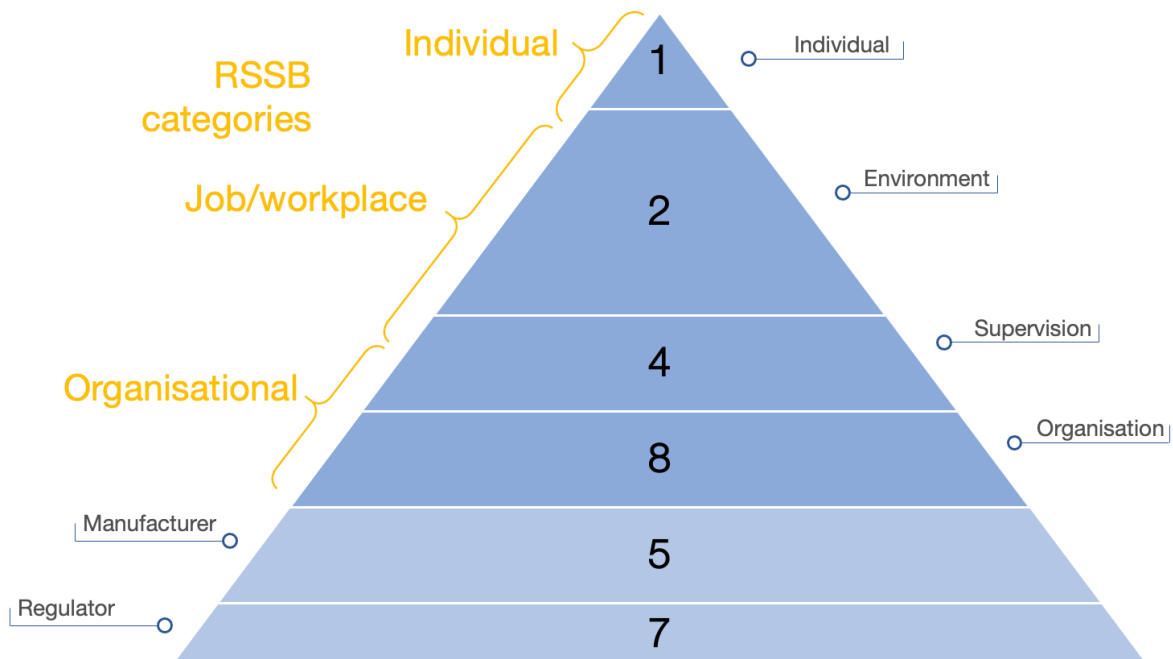 Individual
1
Individual
RSSB
categories
2
Environment
Job/workplace
4
Supervision
Organisational
8
Organisation
Manufacturer
5
Regulator
7